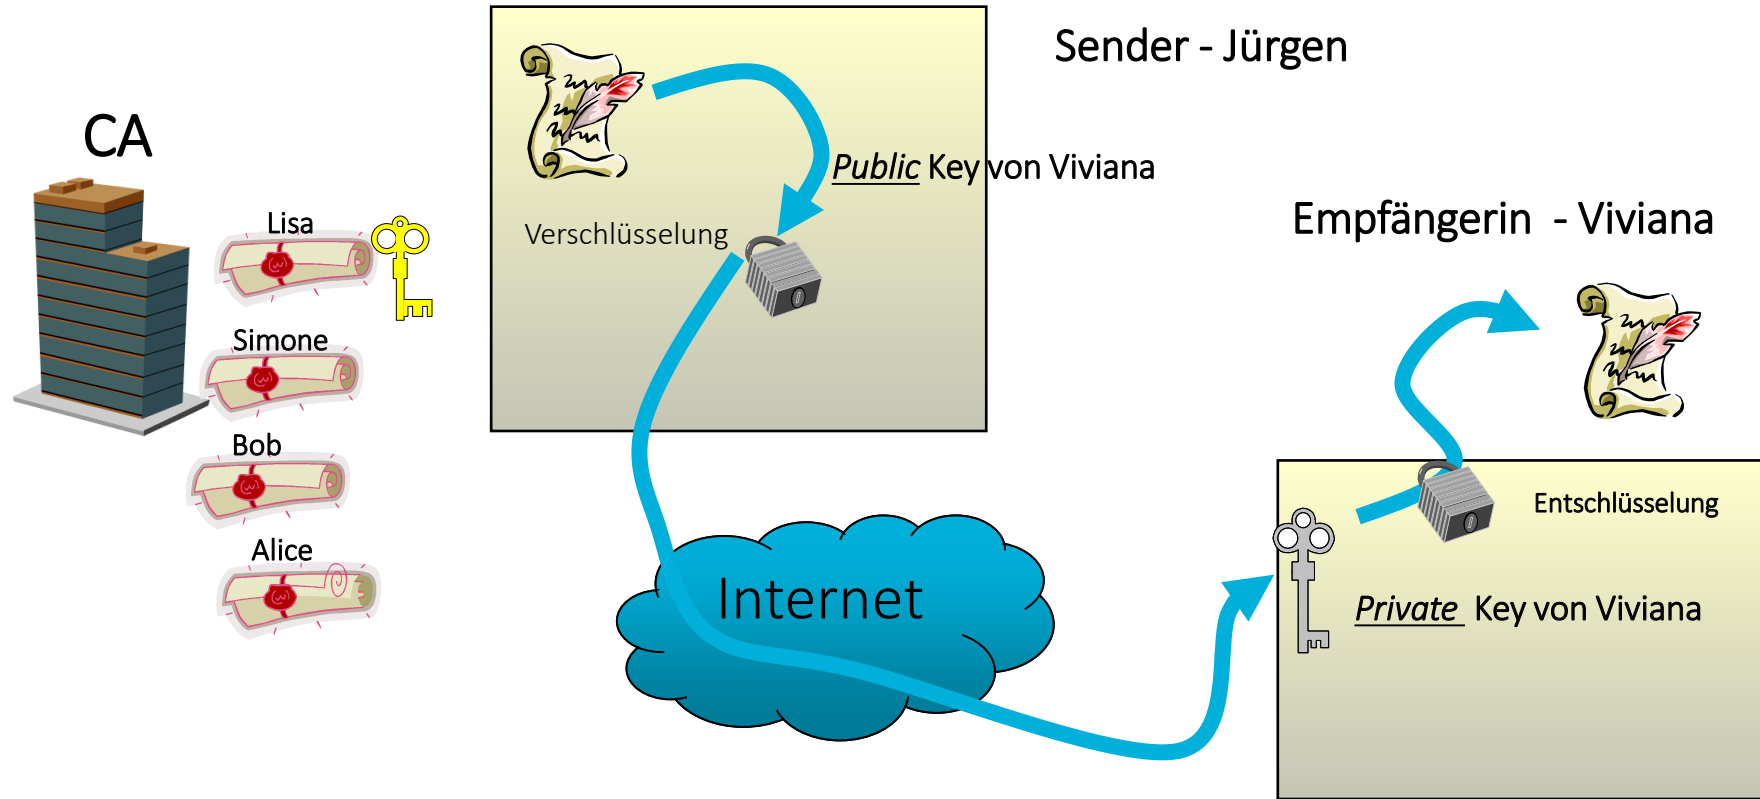 Sender - Jürgen
CA
Public Key von Viviana
Lisa
Verschlüsselung
Empfängerin - Viviana
Simone
Bob
Entschlüsselung
Alice
Internet
Private Key von Viviana